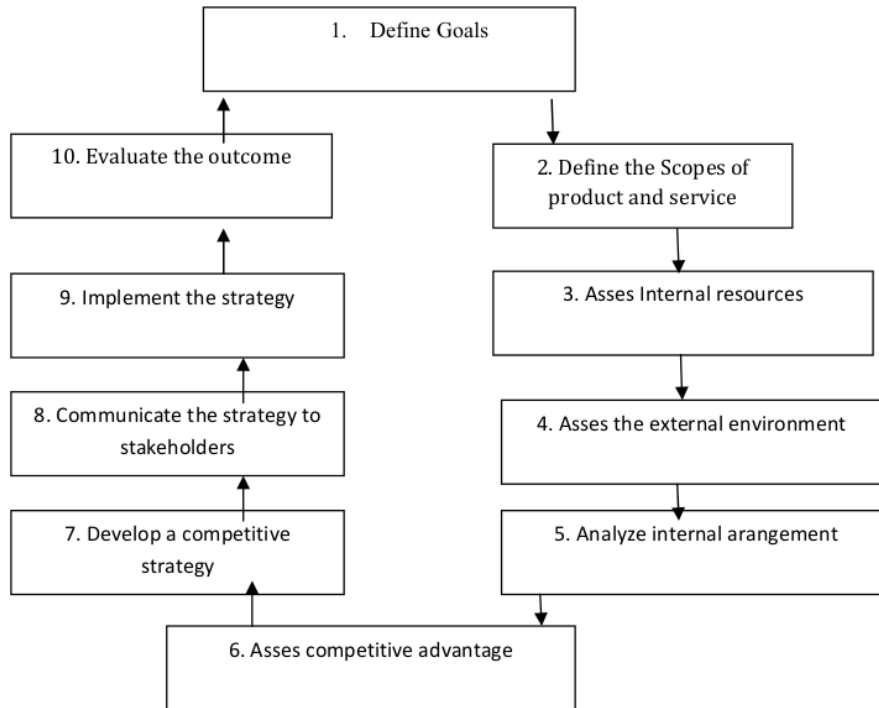 1. Define Goals
2. Define the Scopes of
product and service
3. Asses Internal resources
4. Asses the external environment
5. Analyze internal arangement
6. Asses competitive advantage
7. Develop a competitive
strategy
8. Communicate the strategy to
stakeholders
9. Implement the strategy
10. Evaluate the outcome